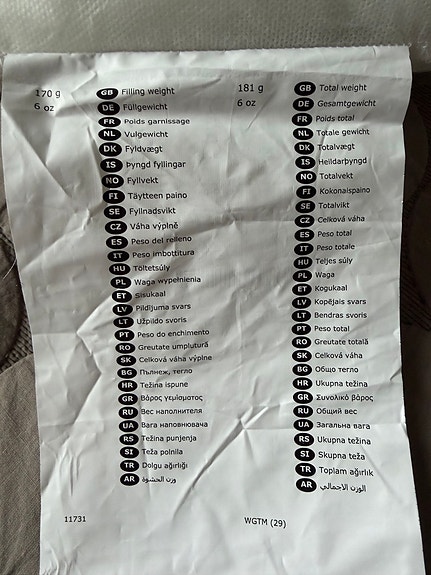 170 g
6 oz
GB Filling weight
DE Füllgewicht
FR Poids garnissage
NL Vulgewicht
DK Fyldvægt
IS Þyngd fyllingar
NO Fyllvekt
FI Täytteen paino
SE Fyllnadsvikt
CZ Váha výplně
ES Peso del relleno
IT Peso imbottitura
HU Töltetsúly
PL Waga wypełnienia
ET Sisukaal
LV Pildījuma svars
LT Užpildo svoris
PT Peso do enchimento
RO Greutate umplutură
SK Celková váha výplne
BG Пълнеж, тегло
HR Težina ispune
GR Βάρος γεμίσματος
RU Вес наполнителя
UA Вага наповнювача
RS Težina punjenja
SI Teža polnila
TR Dolgu ağırlığı
AR وزن الحشوة
181 g
6 oz
GB Total weight
DE Gesamtgewicht
FR Poids total
NL Totale gewicht
DK Totalvægt
IS Heildarþyngd
NO Totalvekt
FI Kokonaispaino
SE Totalvikt
CZ Celková váha
ES Peso total
IT Peso totale
HU Teljes súly
PL Waga
ET Kogukaal
LV Kopējais svars
LT Bendras svoris
PT Peso total
RO Greutate totală
SK Celková váha
BG Общо тегло
HR Ukupna težina
GR Συνολικό βάρος
RU Общий вес
UA Загальна вага
RS Ukupna težina
SI Skupna teža
TR Toplam ağırlık
AR الوزن الاجمالي
11731
WGTM (29)